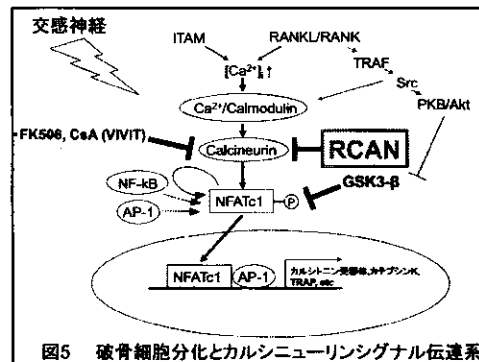 交感神経
ITAM
RANKL/RANK
[Ca²⁺]i↑
TRAF
Src
Ca²⁺/Calmodulin
PKB/Akt
FK506, CsA (VIVIT)
Calcineurin
RCAN
NF-kB
GSK3-β
NFATc1
P
AP-1
NFATc1
AP-1
カルシトニン受容体,カテプシンK,
TRAP, etc
図5 破骨細胞分化とカルシニューリンシグナル伝達系